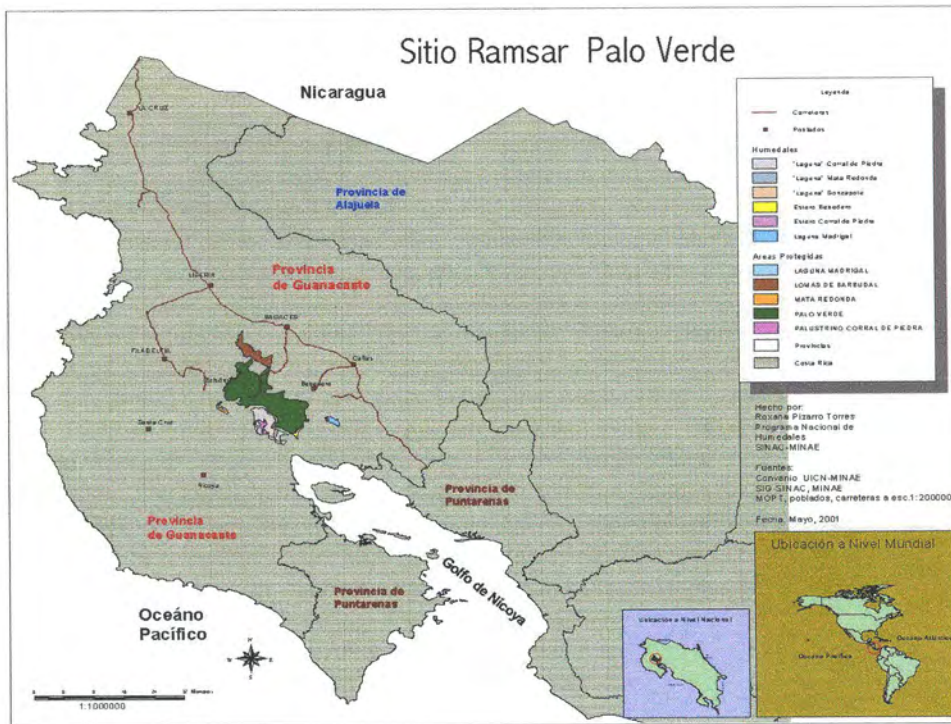 Sitio Ramsar Palo Verde
Nicaragua
LA CRUZ
Provincia de
Alajuela
Provincia
de Guanacaste
LIBERIA
BAGACES
FILADELFIA
Cañas
Bebedero
Santa Cruz
Nicoya
Provincia
de Guanacaste
Provincia de
Puntarenas
Provincia de
Puntarenas
Golfo de Nicoya
Oceáno
Pacífico
1:1000000
Leyenda
Carreteras
Poblados
Humedales
"Laguna" Corral de Piedra
"Laguna" Mata Redonda
"Laguna" Sonzapote
Estero Bebedero
Estero Corral de Piedra
Laguna Madrigal
Areas Protegidas
LAGUNA MADRIGAL
LOMAS DE BARBUDAL
MATA REDONDA
PALO VERDE
PALUSTRINO CORRAL DE PIEDRA
Provincias
Costa Rica
Hecho por:
Roxana Pizarro Torres
Programa Nacional de
Humedales
SINAC-MINAE
Fuentes:
Convenio UICN-MINAE
SIG-SINAC, MINAE
MOPT, poblados, carreteras a esc.1:200000
Fecha: Mayo, 2001
Ubicación a Nivel Nacional
Ubicación a Nivel Mundial
Océano Atlántico
Océano Pacífico